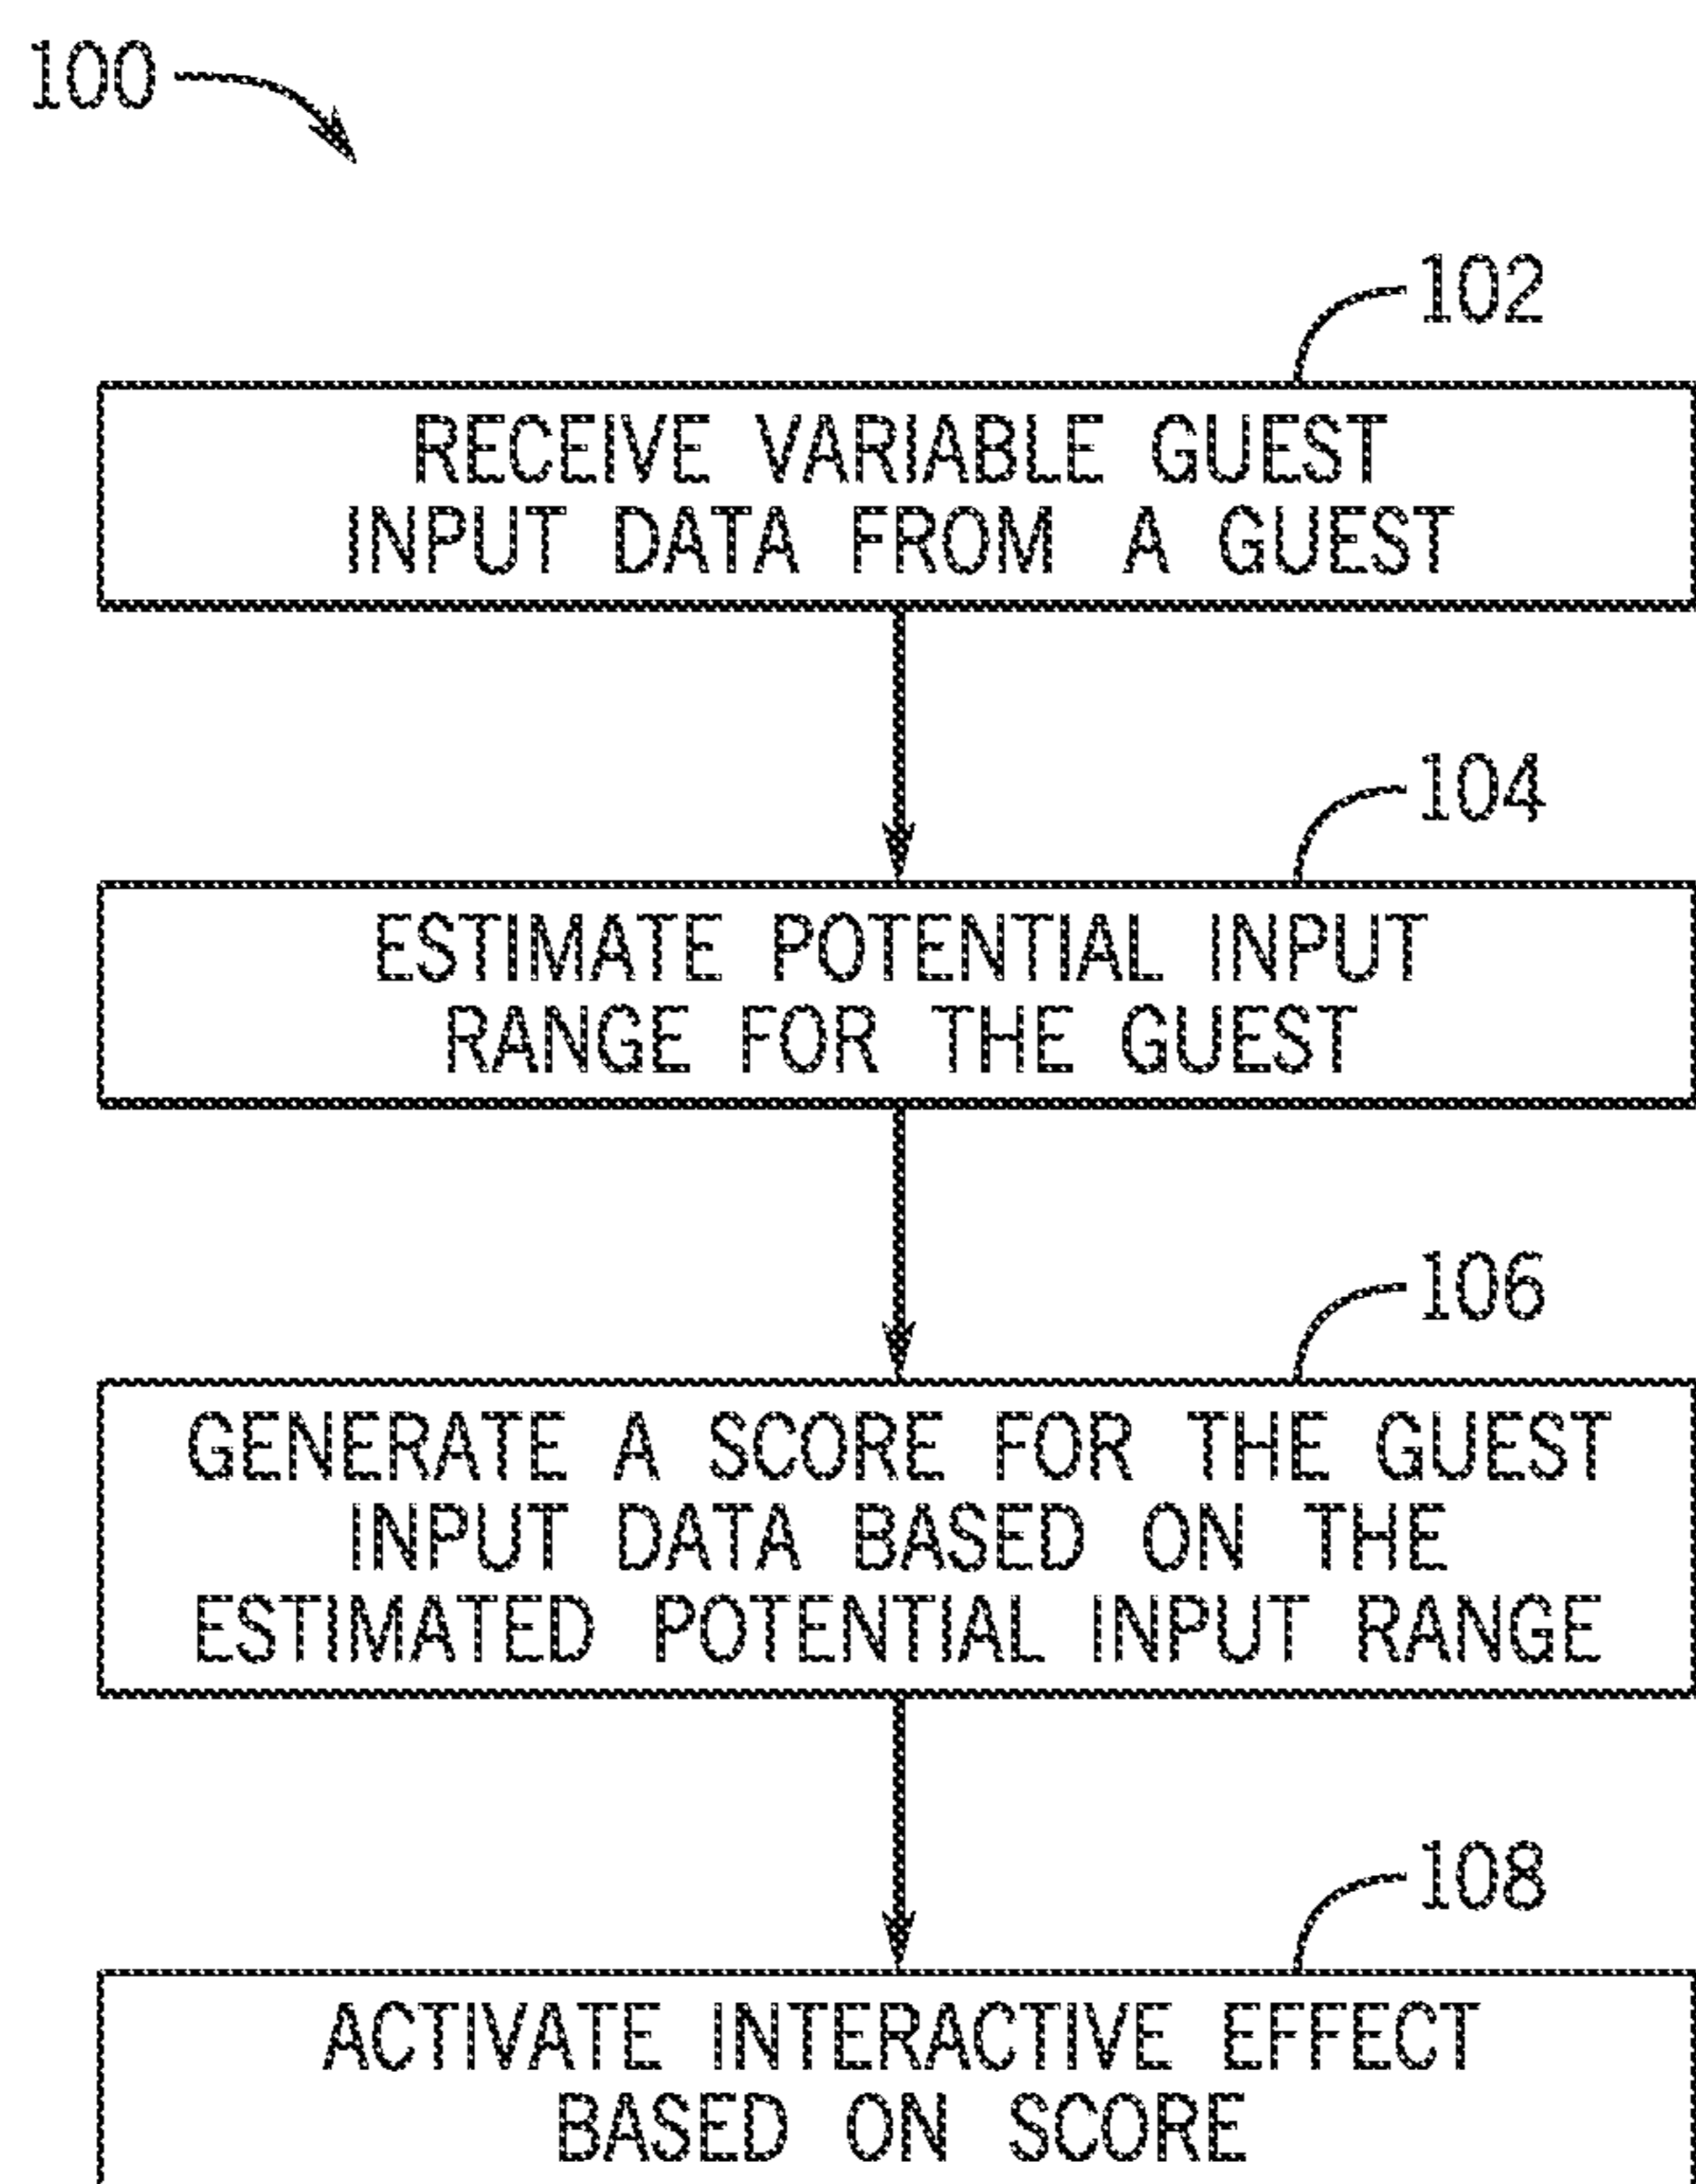 100
102
RECEIVE VARIABLE GUEST
INPUT DATA FROM A GUEST
104
ESTIMATE POTENTIAL INPUT
RANGE FOR THE GUEST
106
GENERATE A SCORE FOR THE GUEST
INPUT DATA BASED ON THE
ESTIMATED POTENTIAL INPUT RANGE
108
ACTIVATE INTERACTIVE EFFECT
BASED ON SCORE